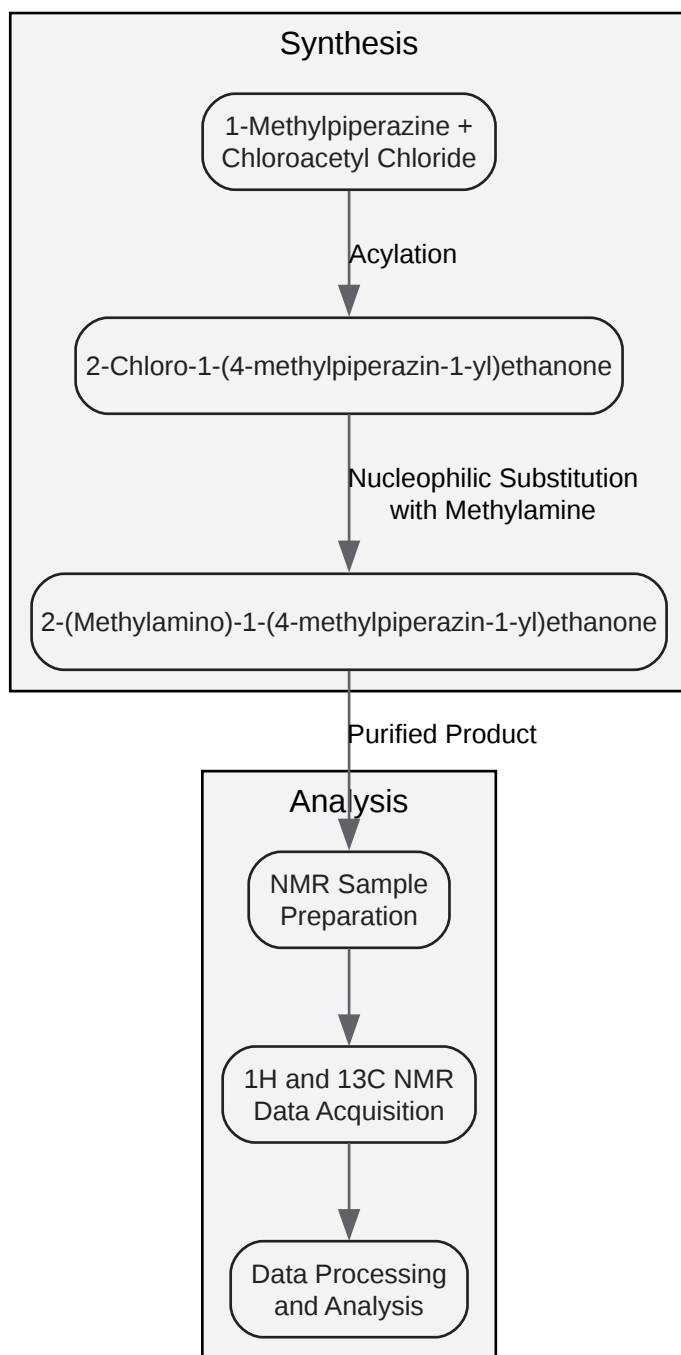 Synthesis
1-Methylpiperazine +
Chloroacetyl Chloride
Acylation
2-Chloro-1-(4-methylpiperazin-1-yl)ethanone
Nucleophilic Substitution
with Methylamine
2-(Methylamino)-1-(4-methylpiperazin-1-yl)ethanone
Purified Product
Analysis
NMR Sample
Preparation
1H and 13C NMR
Data Acquisition
Data Processing
and Analysis